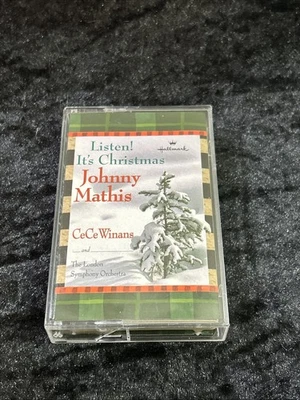 Listen!
It's Christmas
Hallmark
Johnny
Mathis
CeCe Winans
and
The London
Symphony Orchestra